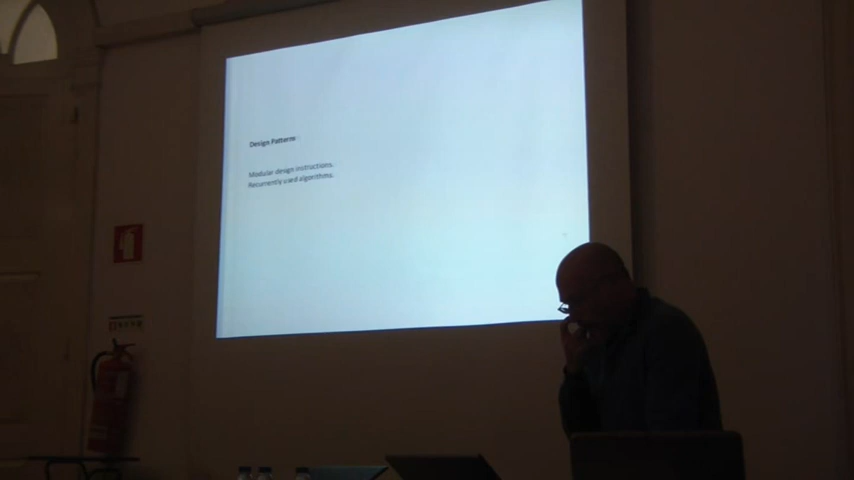 Design Patterns
Modular design instructions.
Recurrently used algorithms.